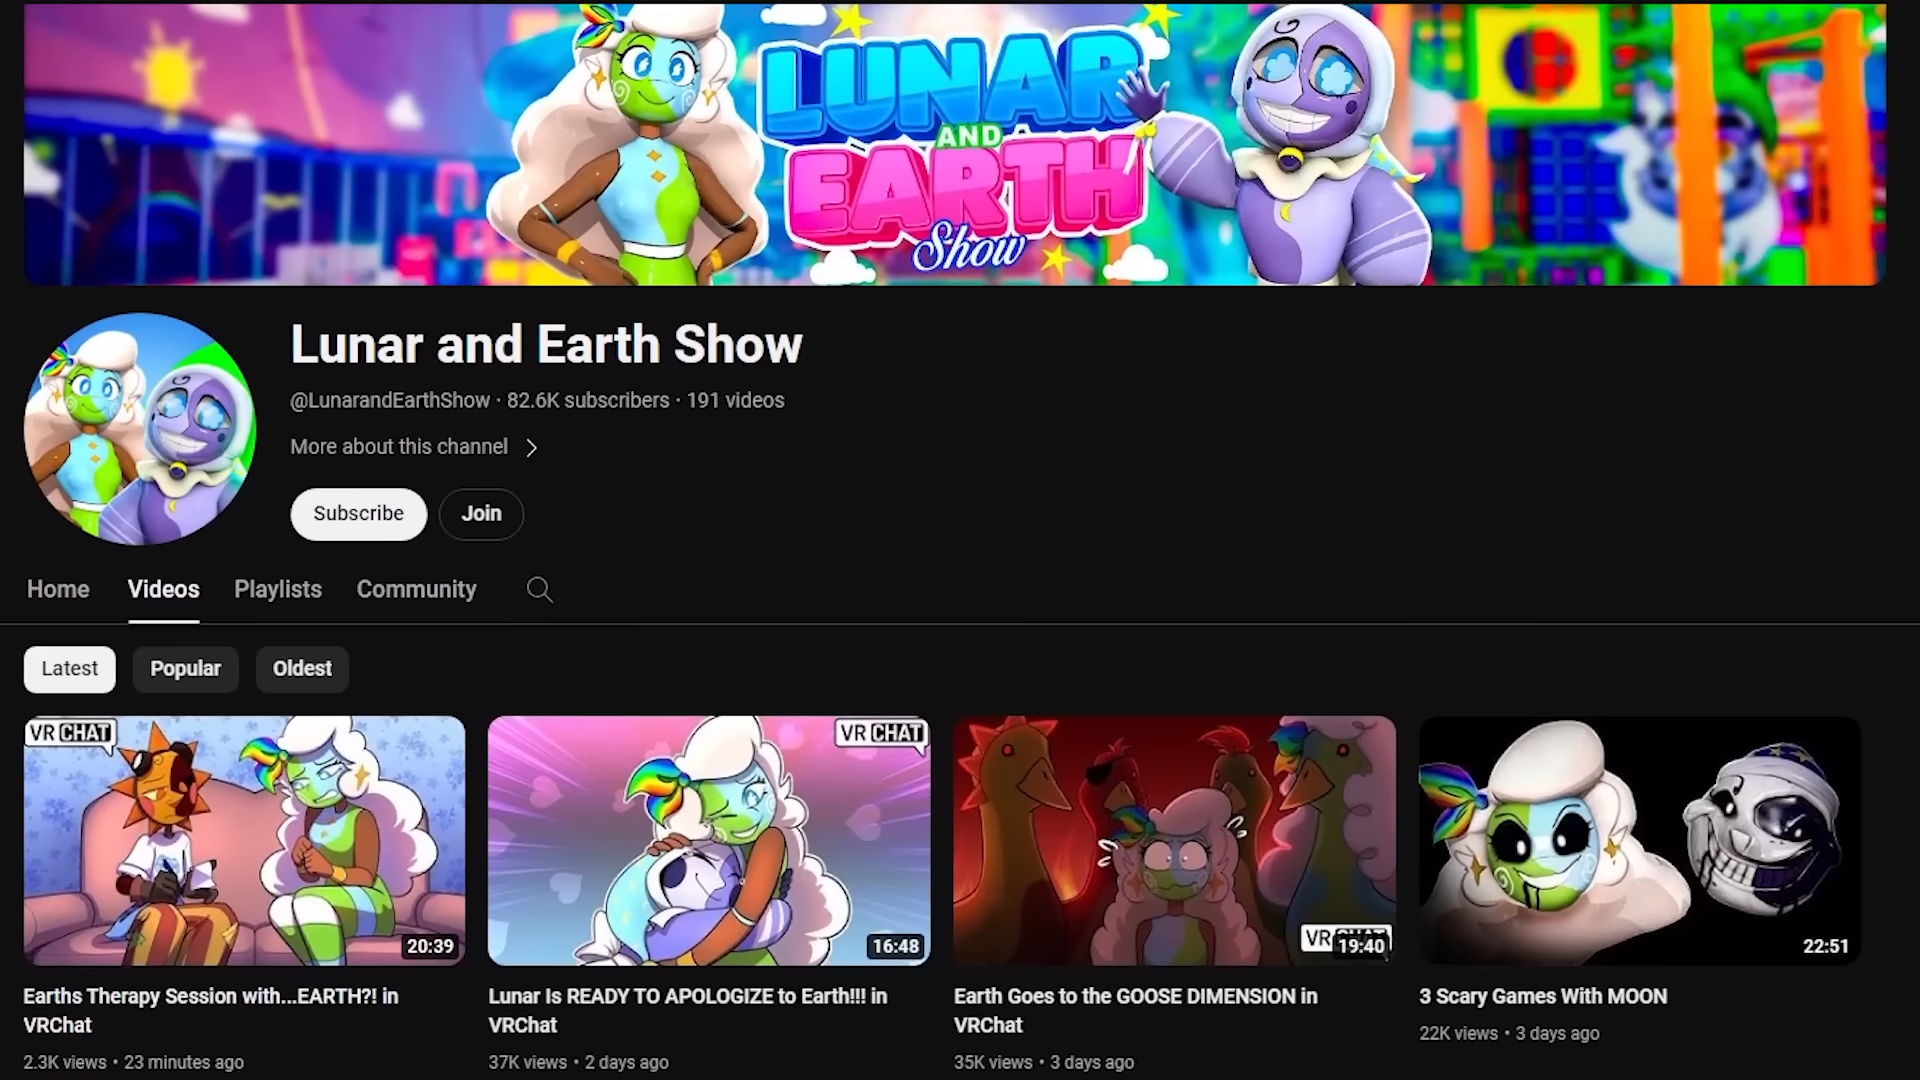 LUNAR
AND
EARTH
Show
Lunar and Earth Show
@LunarandEarthShow · 82.6K subscribers · 191 videos
More about this channel
Subscribe
Join
Home
Videos
Playlists
Community
Latest
Popular
Oldest
VR CHAT
20:39
VR CHAT
16:48
VR CHAT
19:40
22:51
Earths Therapy Session with...EARTH?! in
VRChat
2.3K views • 23 minutes ago
Lunar Is READY TO APOLOGIZE to Earth!!! in
VRChat
37K views • 2 days ago
Earth Goes to the GOOSE DIMENSION in
VRChat
35K views • 3 days ago
3 Scary Games With MOON
22K views • 3 days ago